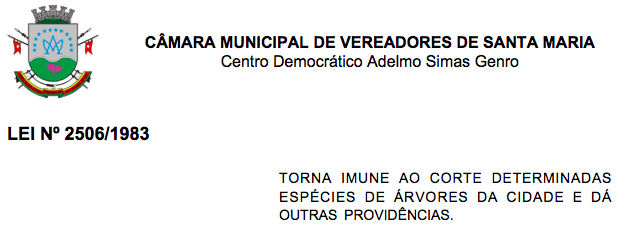 CÂMARA MUNICIPAL DE VEREADORES DE SANTA MARIA
Centro Democrático Adelmo Simas Genro
LEI Nº 2506/1983
TORNA IMUNE AO CORTE DETERMINADAS
ESPÉCIES DE ÁRVORES DA CIDADE E DÁ
OUTRAS PROVIDÊNCIAS.